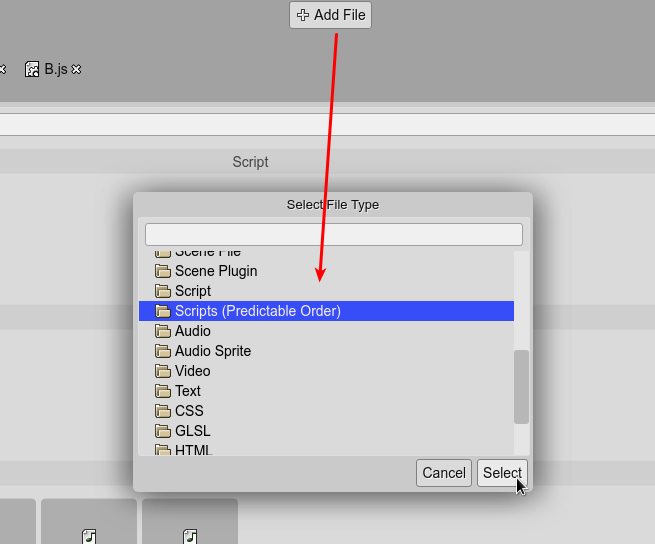 Add File
B.js
Script
Select File Type
Scene File
Scene Plugin
Script
Scripts (Predictable Order)
Audio
Audio Sprite
Video
Text
CSS
GLSL
HTML
Cancel
Select